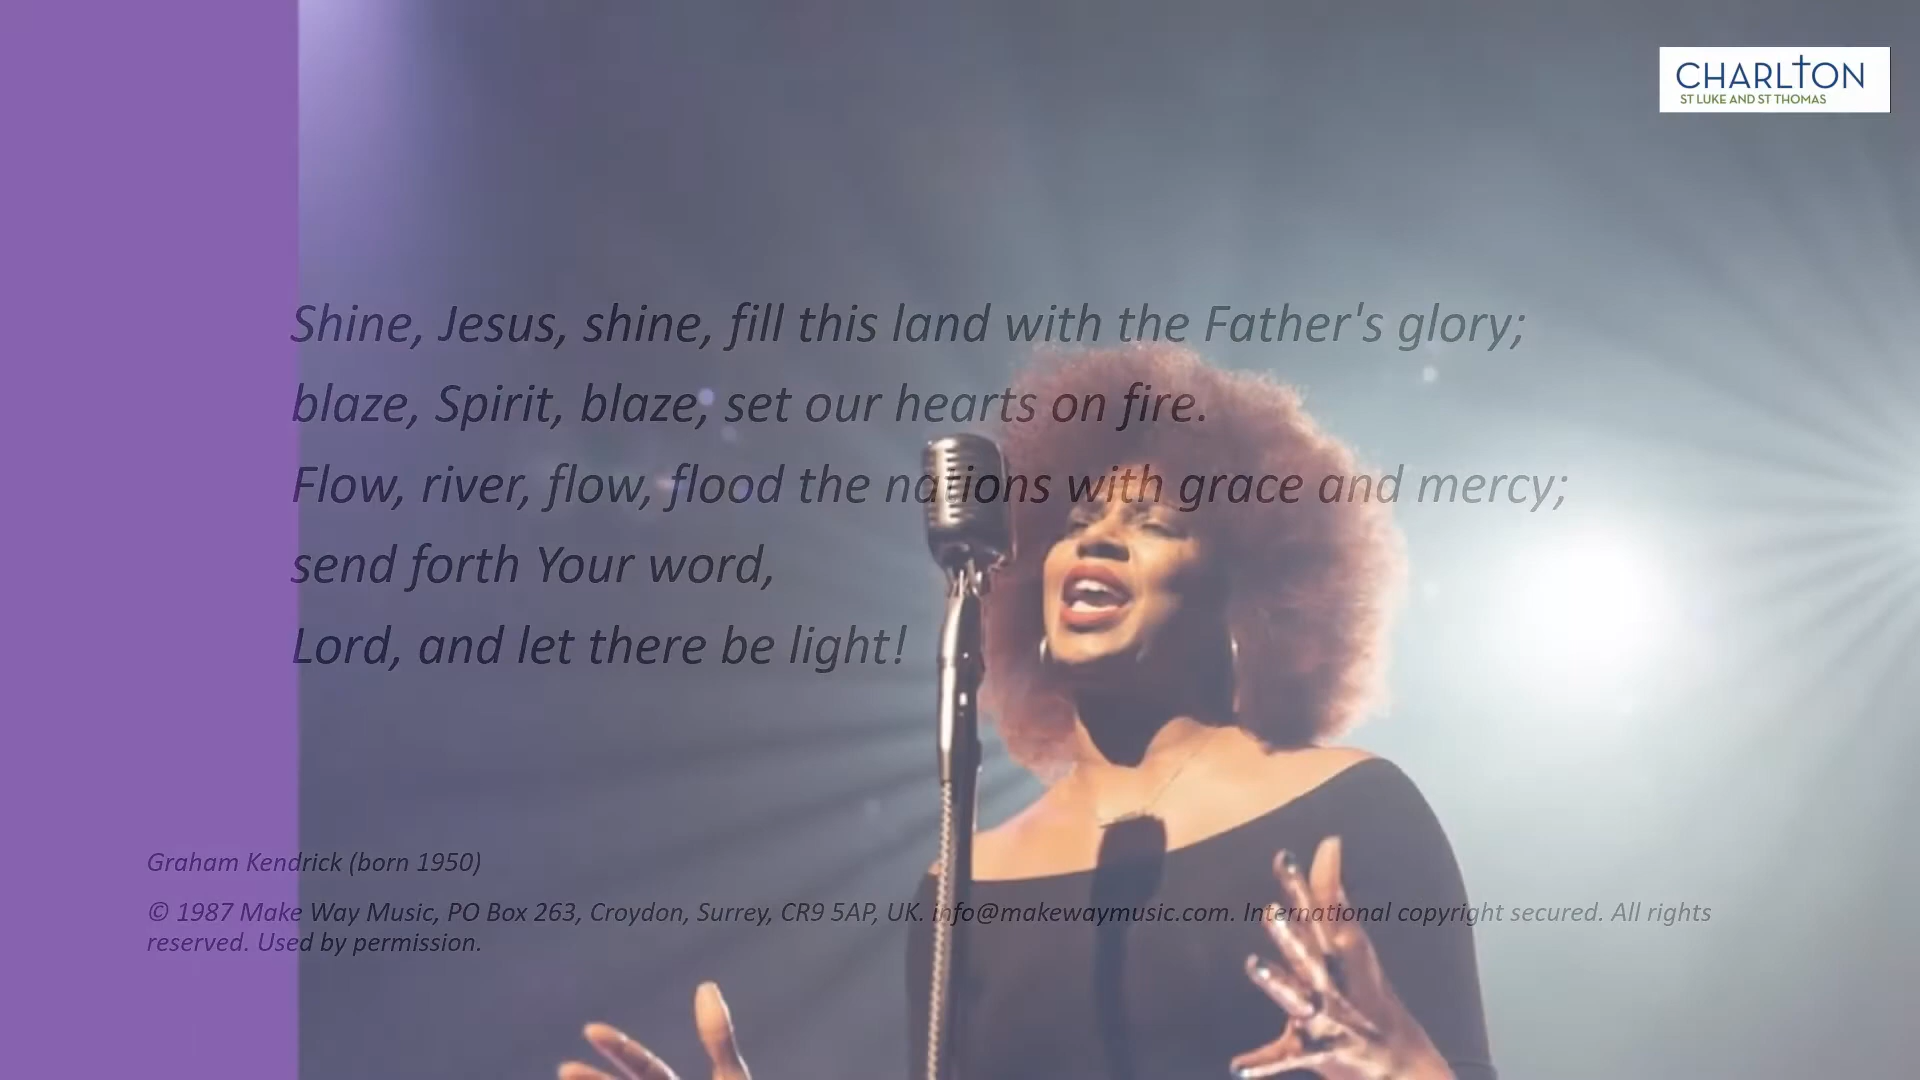 CHARLTON
ST LUKE AND ST THOMAS
Shine, Jesus, shine, fill this land with the Father's glory;
blaze, Spirit, blaze; set our hearts on fire.
Flow, river, flow, flood the nations with grace and mercy;
send forth Your word,
Lord, and let there be light!
Graham Kendrick (born 1950)
© 1987 Make Way Music, PO Box 263, Croydon, Surrey, CR9 5AP, UK. info@makewaymusic.com. International copyright secured. All rights
reserved. Used by permission.